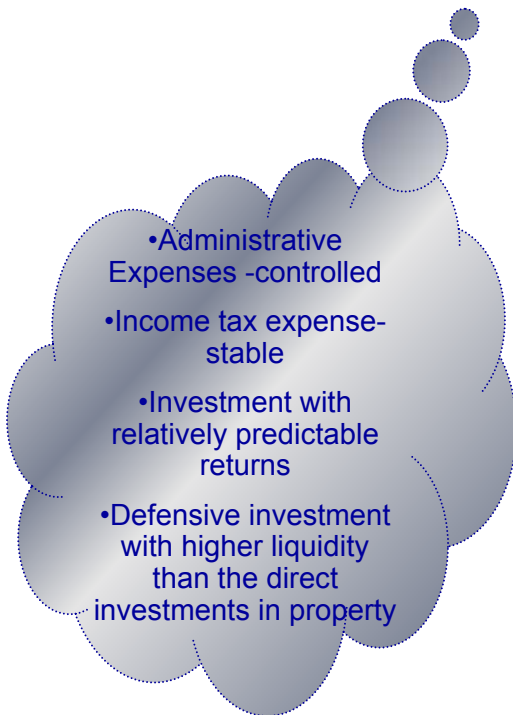 •Administrative
Expenses -controlled
•Income tax expense-
stable
•Investment with
relatively predictable
returns
•Defensive investment
with higher liquidity
than the direct
investments in property